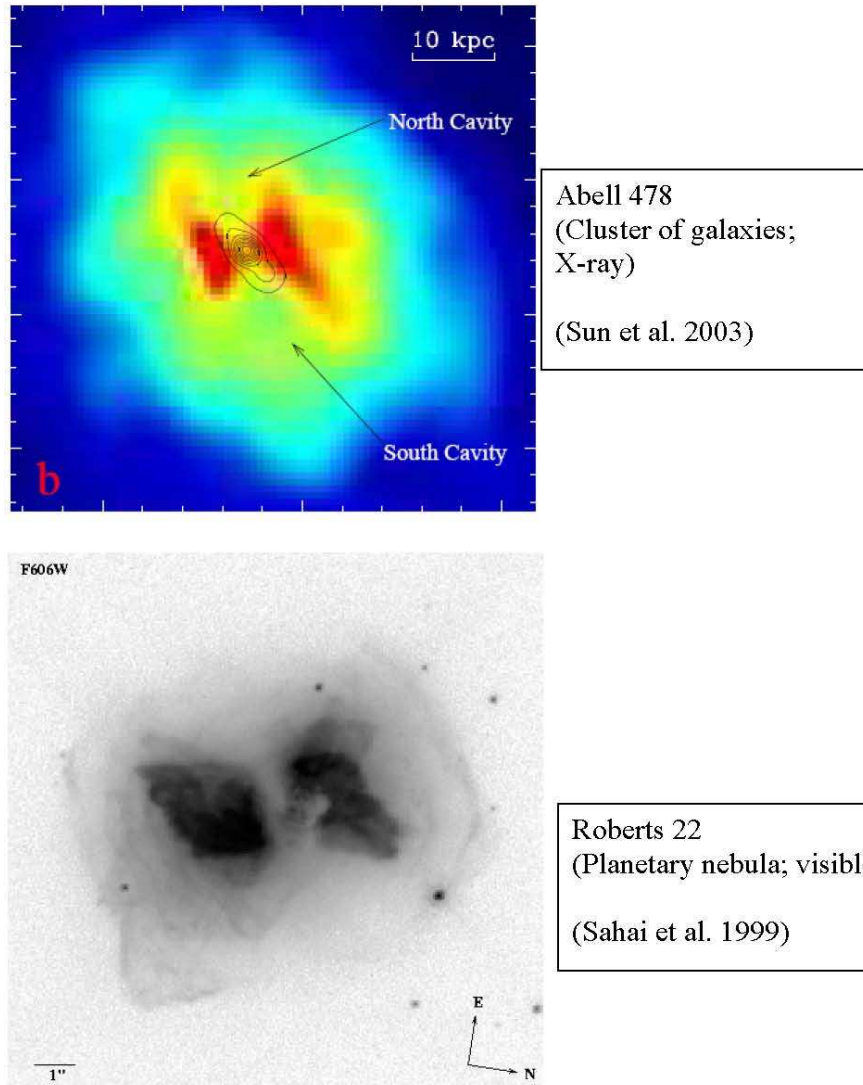 10 kpc
North Cavity
South Cavity
b
Abell 478
(Cluster of galaxies;
X-ray)
(Sun et al. 2003)
F606W
1"
E
N
Roberts 22
(Planetary nebula; visibl
(Sahai et al. 1999)